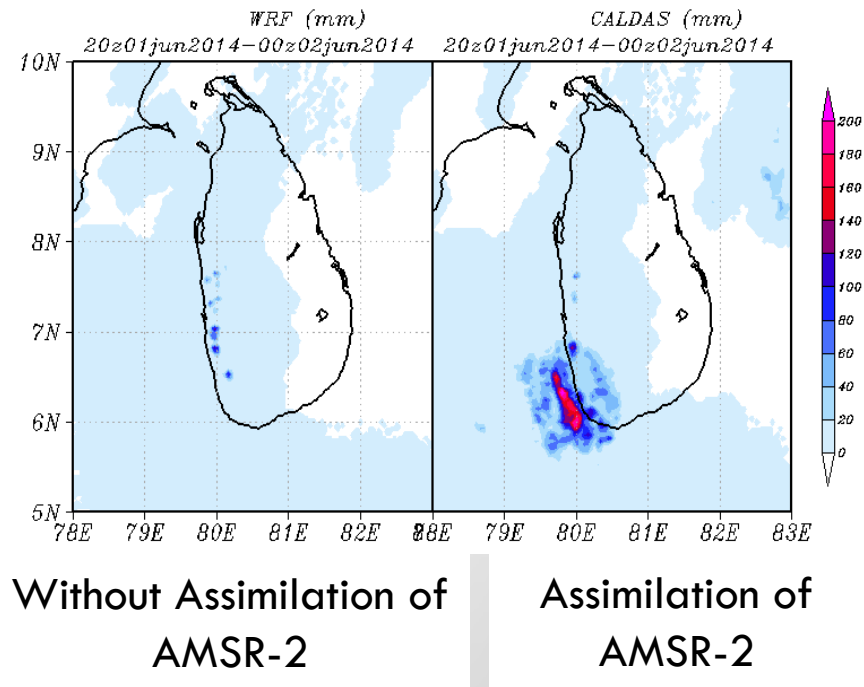 WRF (mm)
20z01jun2014-00z02jun2014
CALDAS (mm)
20z01jun2014-00z02jun2014
10N
9N
8N
7N
6N
5N
78E 79E 80E 81E 82E
79E 80E 81E 82E 83E
200
180
160
140
120
100
80
60
40
20
0
Without Assimilation of
AMSR-2
Assimilation of
AMSR-2